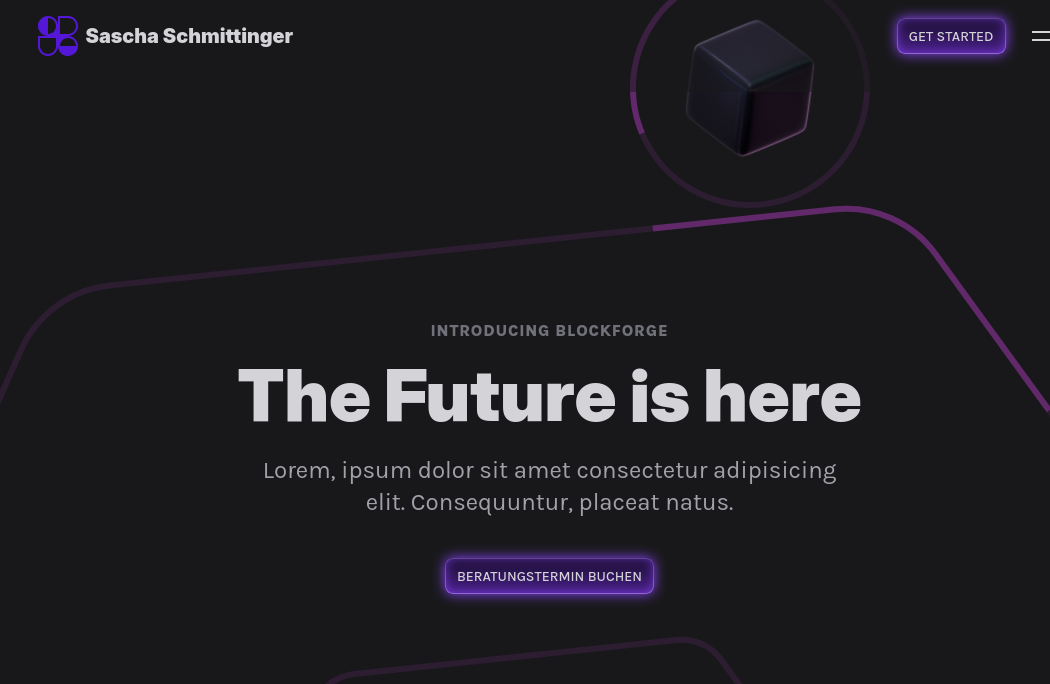 Sascha Schmittinger
GET STARTED
INTRODUCING BLOCKFORGE
The Future is here
Lorem, ipsum dolor sit amet consectetur adipisicing
elit. Consequuntur, placeat natus.
BERATUNGSTERMIN BUCHEN